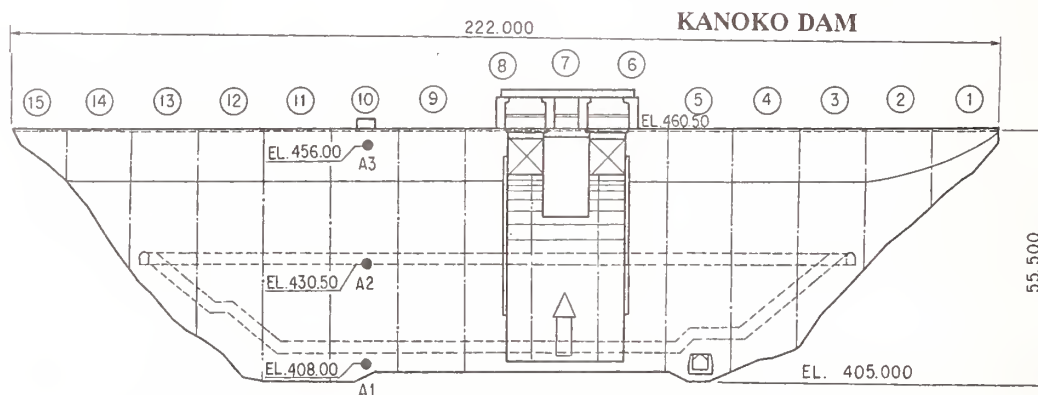 KANOKO DAM
222.000
8 7 6
15 14 13 12 11 10 9 5 4 3 2 1
EL.460.50
EL.456.00
A3
EL.430.50
A2
55.500
EL.408.00
A1
EL. 405.000